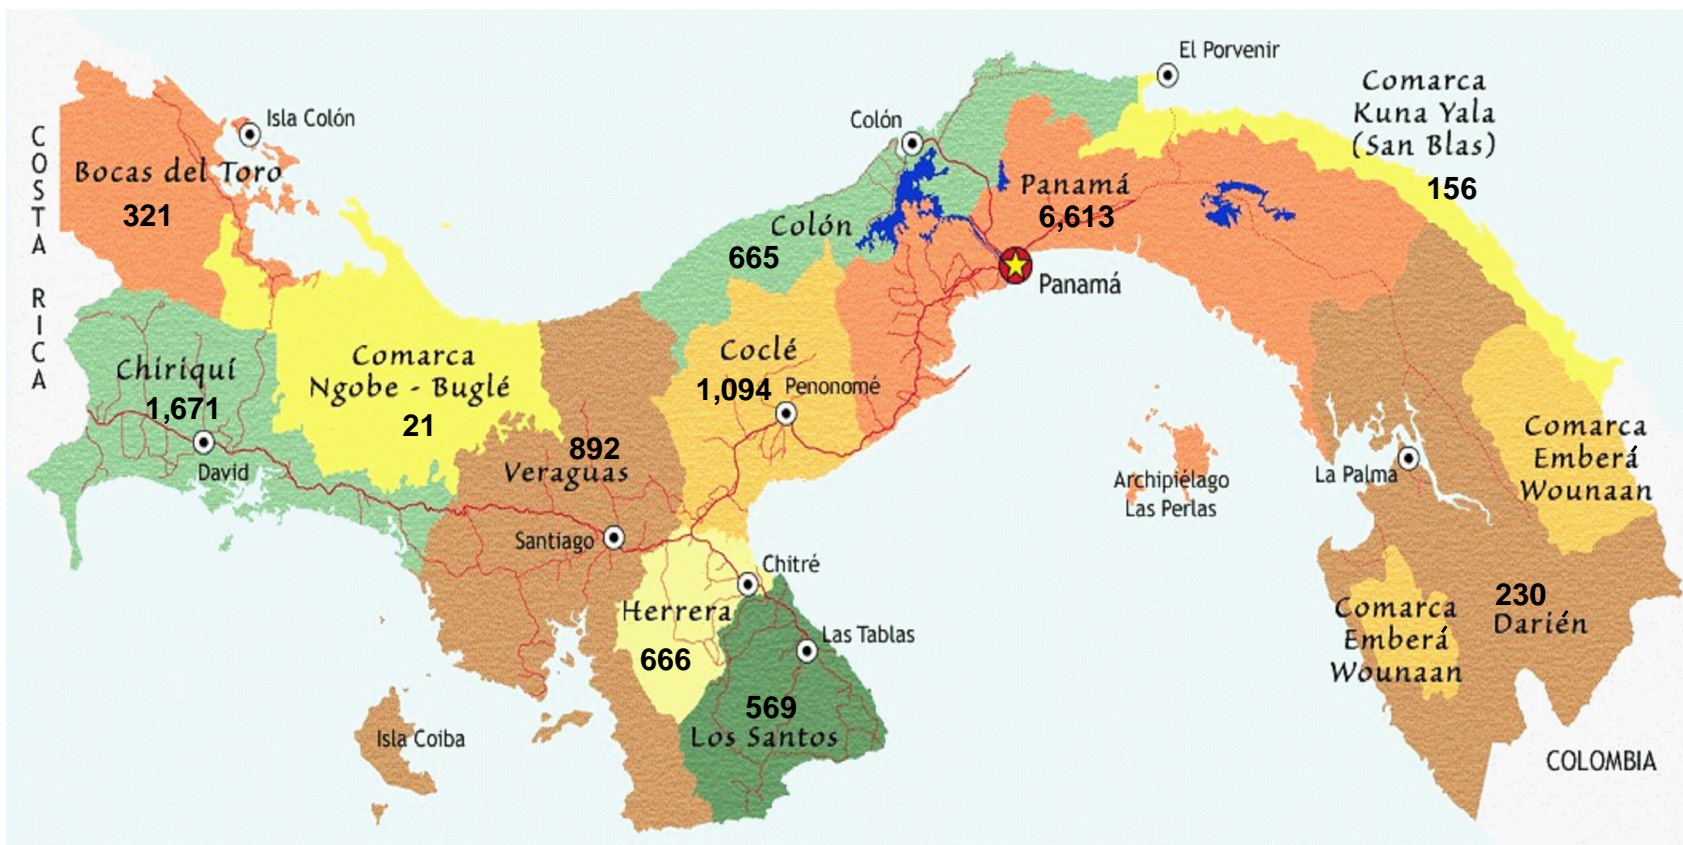 El Porvenir
Comarca
Kuna Yala
(San Blas)
156
Isla Colón
Colón
COSTA RICA
Bocas del Toro
321
Panamá
6,613
Colón
665
Panamá
Chiriquí
1,671
David
Comarca
Ngobe - Buglé
21
Coclé
1,094
Penonomé
892
Veraguas
Santiago
Archipiélago
Las Perlas
La Palma
Comarca
Emberá
Wounaan
Chitré
Herrera
666
Las Tablas
569
Los Santos
Isla Coiba
Comarca
Emberá
Wounaan
230
Darién
COLOMBIA